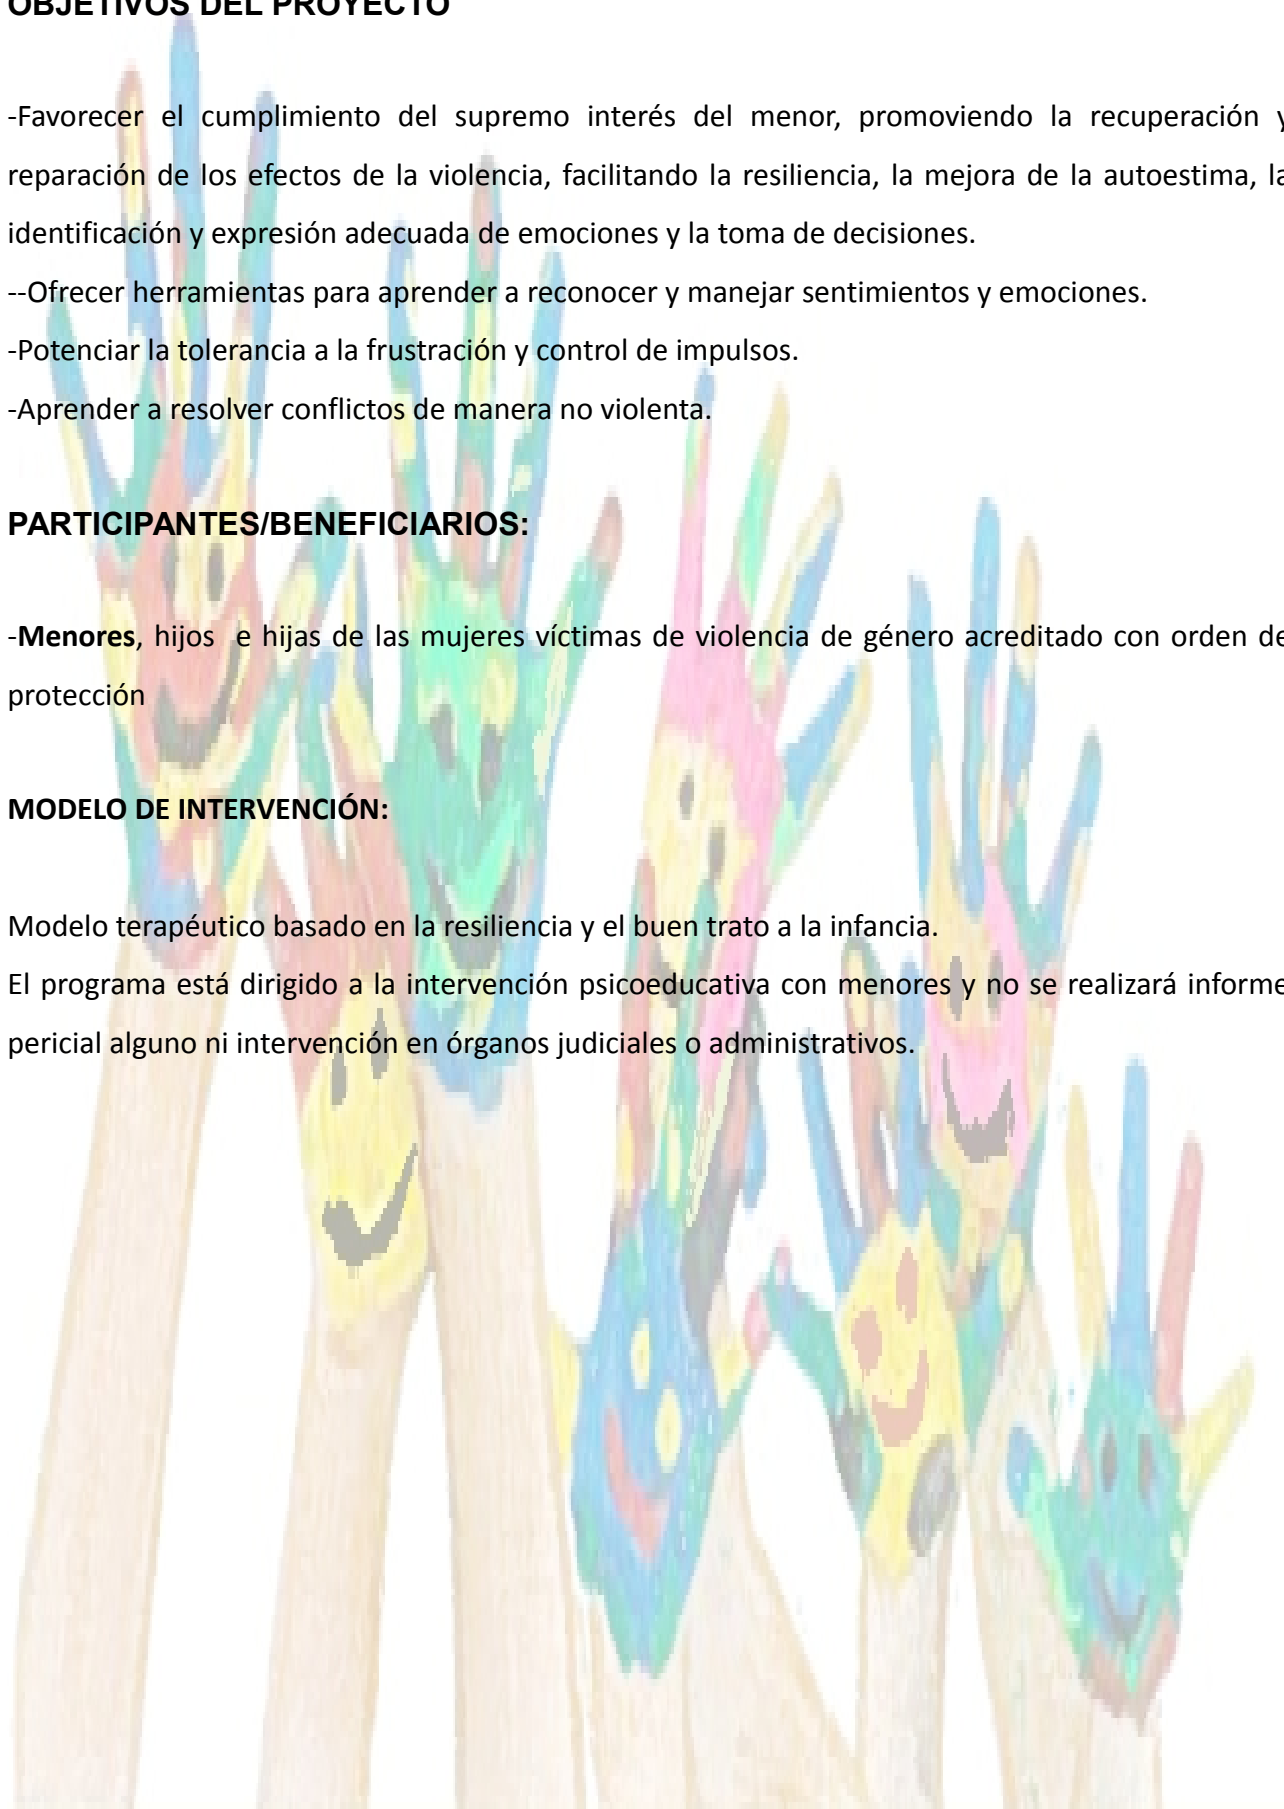 OBJETIVOS DEL PROYECTO
-Favorecer el cumplimiento del supremo interés del menor, promoviendo la recuperación y
reparación de los efectos de la violencia, facilitando la resiliencia, la mejora de la autoestima, la
identificación y expresión adecuada de emociones y la toma de decisiones.
--Ofrecer herramientas para aprender a reconocer y manejar sentimientos y emociones.
-Potenciar la tolerancia a la frustración y control de impulsos.
-Aprender a resolver conflictos de manera no violenta.
PARTICIPANTES/BENEFICIARIOS:
-Menores, hijos e hijas de las mujeres víctimas de violencia de género acreditado con orden de
protección
MODELO DE INTERVENCIÓN:
Modelo terapéutico basado en la resiliencia y el buen trato a la infancia.
El programa está dirigido a la intervención psicoeducativa con menores y no se realizará informe
pericial alguno ni intervención en órganos judiciales o administrativos.